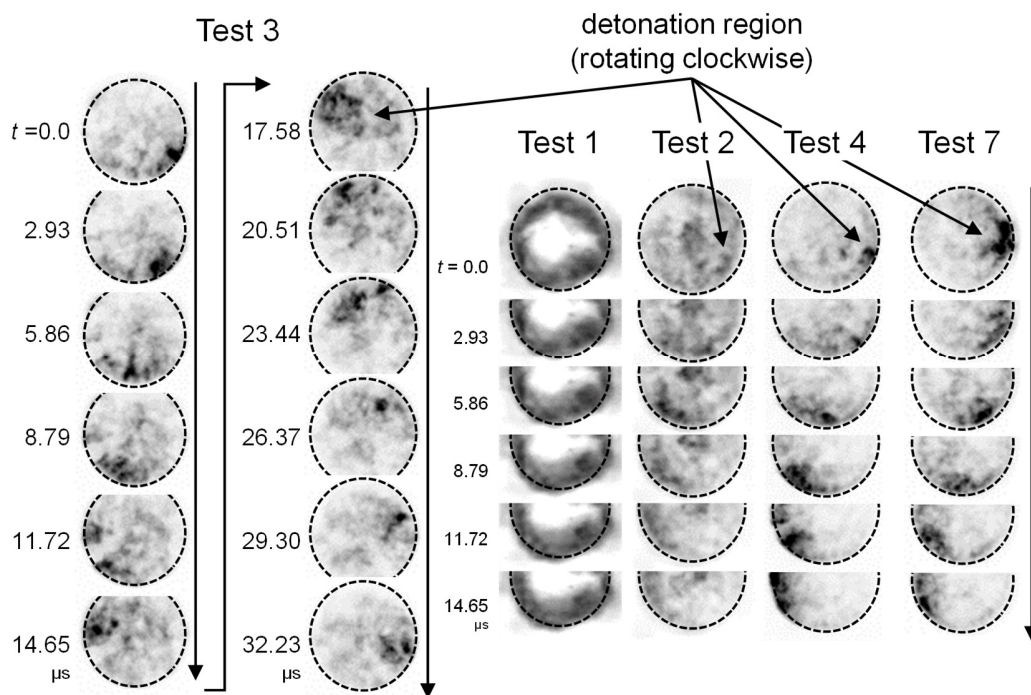 Test 3
detonation region
(rotating clockwise)
t =0.0
2.93
5.86
8.79
11.72
14.65
µs
17.58
20.51
23.44
26.37
29.30
32.23
Test 1 Test 2 Test 4 Test 7
t = 0.0
2.93
5.86
8.79
11.72
14.65
µs